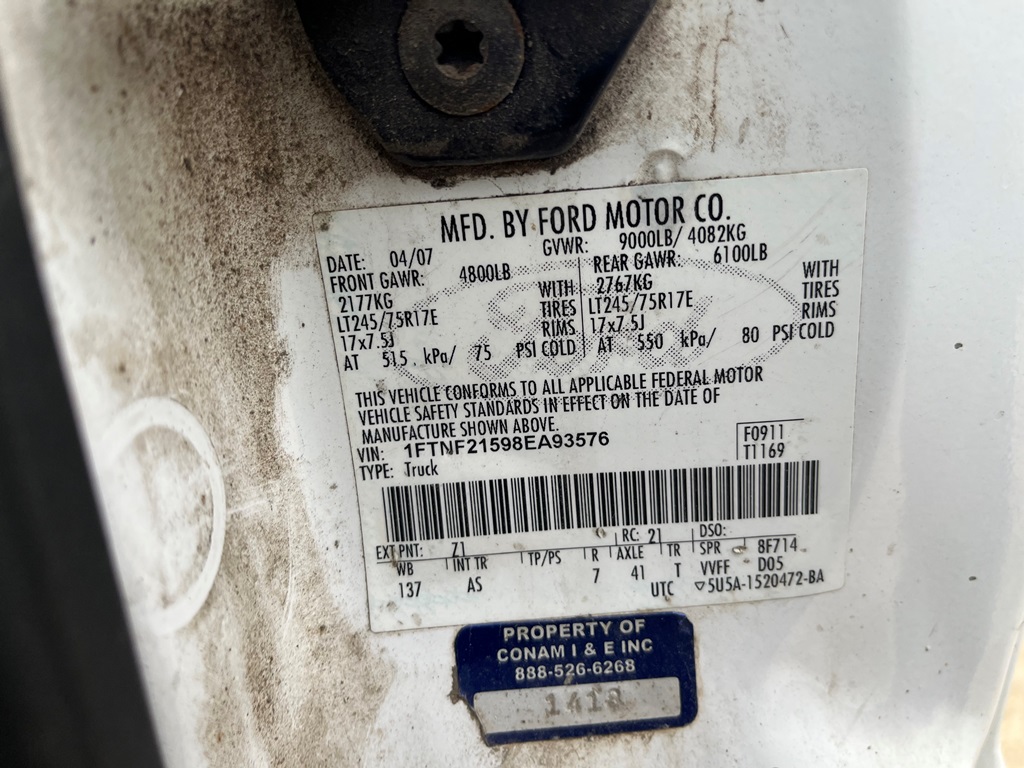 MFD. BY FORD MOTOR CO.
DATE: 04/07 GVWR: 9000LB/ 4082KG
FRONT GAWR: 4800LB REAR GAWR: 6100LB
2177KG WITH 2767KG WITH
LT245/75R17E TIRES LT245/75R17E TIRES
17x7.5J RIMS 17x7.5J RIMS
AT 515. kPa/ 75 PSI COLD AT 550 kPa/ 80 PSI COLD
THIS VEHICLE CONFORMS TO ALL APPLICABLE FEDERAL MOTOR
VEHICLE SAFETY STANDARDS IN EFFECT ON THE DATE OF
MANUFACTURE SHOWN ABOVE.
VIN: 1FTNF21598EA93576 F0911
TYPE: Truck T1169
EXT PNT: Z1 RC: 21 DSO:
WB INT TR TP/PS R AXLE TR SPR 8F714
137 AS 7 41 T VVFF D05
UTC ▽5U5A-1520472-BA
PROPERTY OF
CONAM I & E INC
888-526-6268